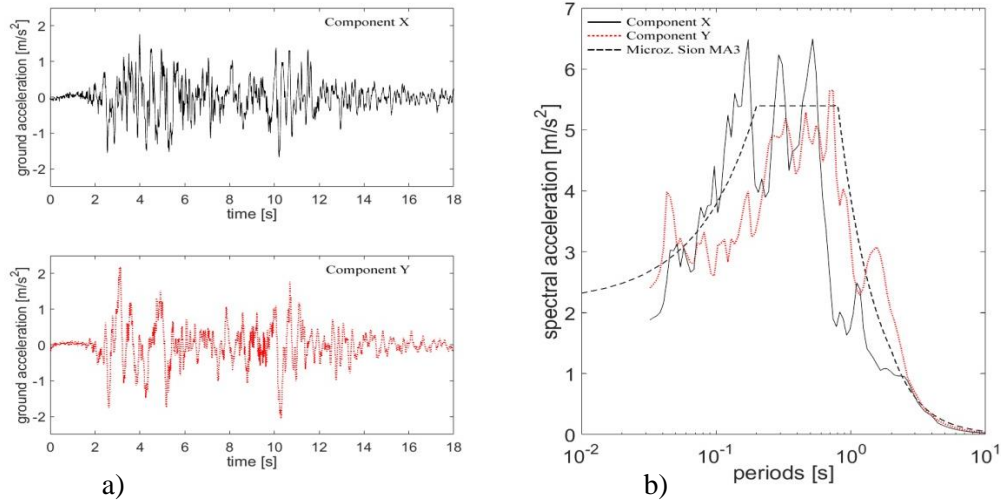 Component X
ground acceleration [m/s²]
2
1
0
-1
-2
0 2 4 6 8 10 12 14 16 18
time [s]
Component Y
ground acceleration [m/s²]
2
1
0
-1
-2
0 2 4 6 8 10 12 14 16 18
time [s]
a)
Component X
Component Y
Microz. Sion MA3
spectral acceleration [m/s²]
7
6
5
4
3
2
1
0
10⁻² 10⁻¹ 10⁰ 10¹
periods [s]
b)